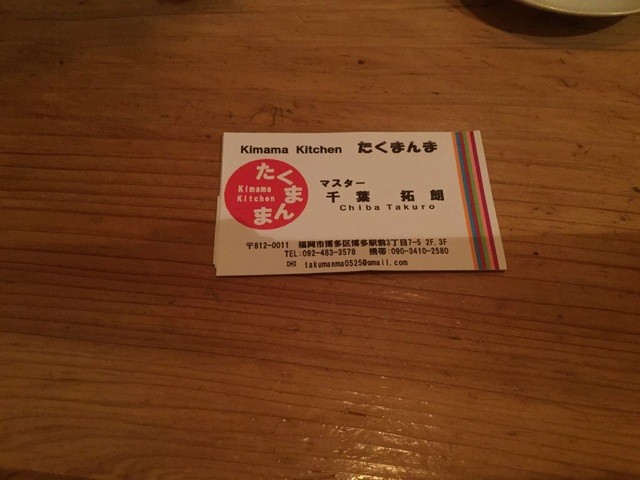 Kimama Kitchen たくまんま
たくまんま
Kimama
Kitchen
マスター
千葉 拓朗
Chiba Takuro
〒812-0011 福岡市博多区博多駅前3丁目7-5 2F.3F
TEL:092-483-3578 携帯:090-3410-2580
✉ takumanma0525@gmail.com